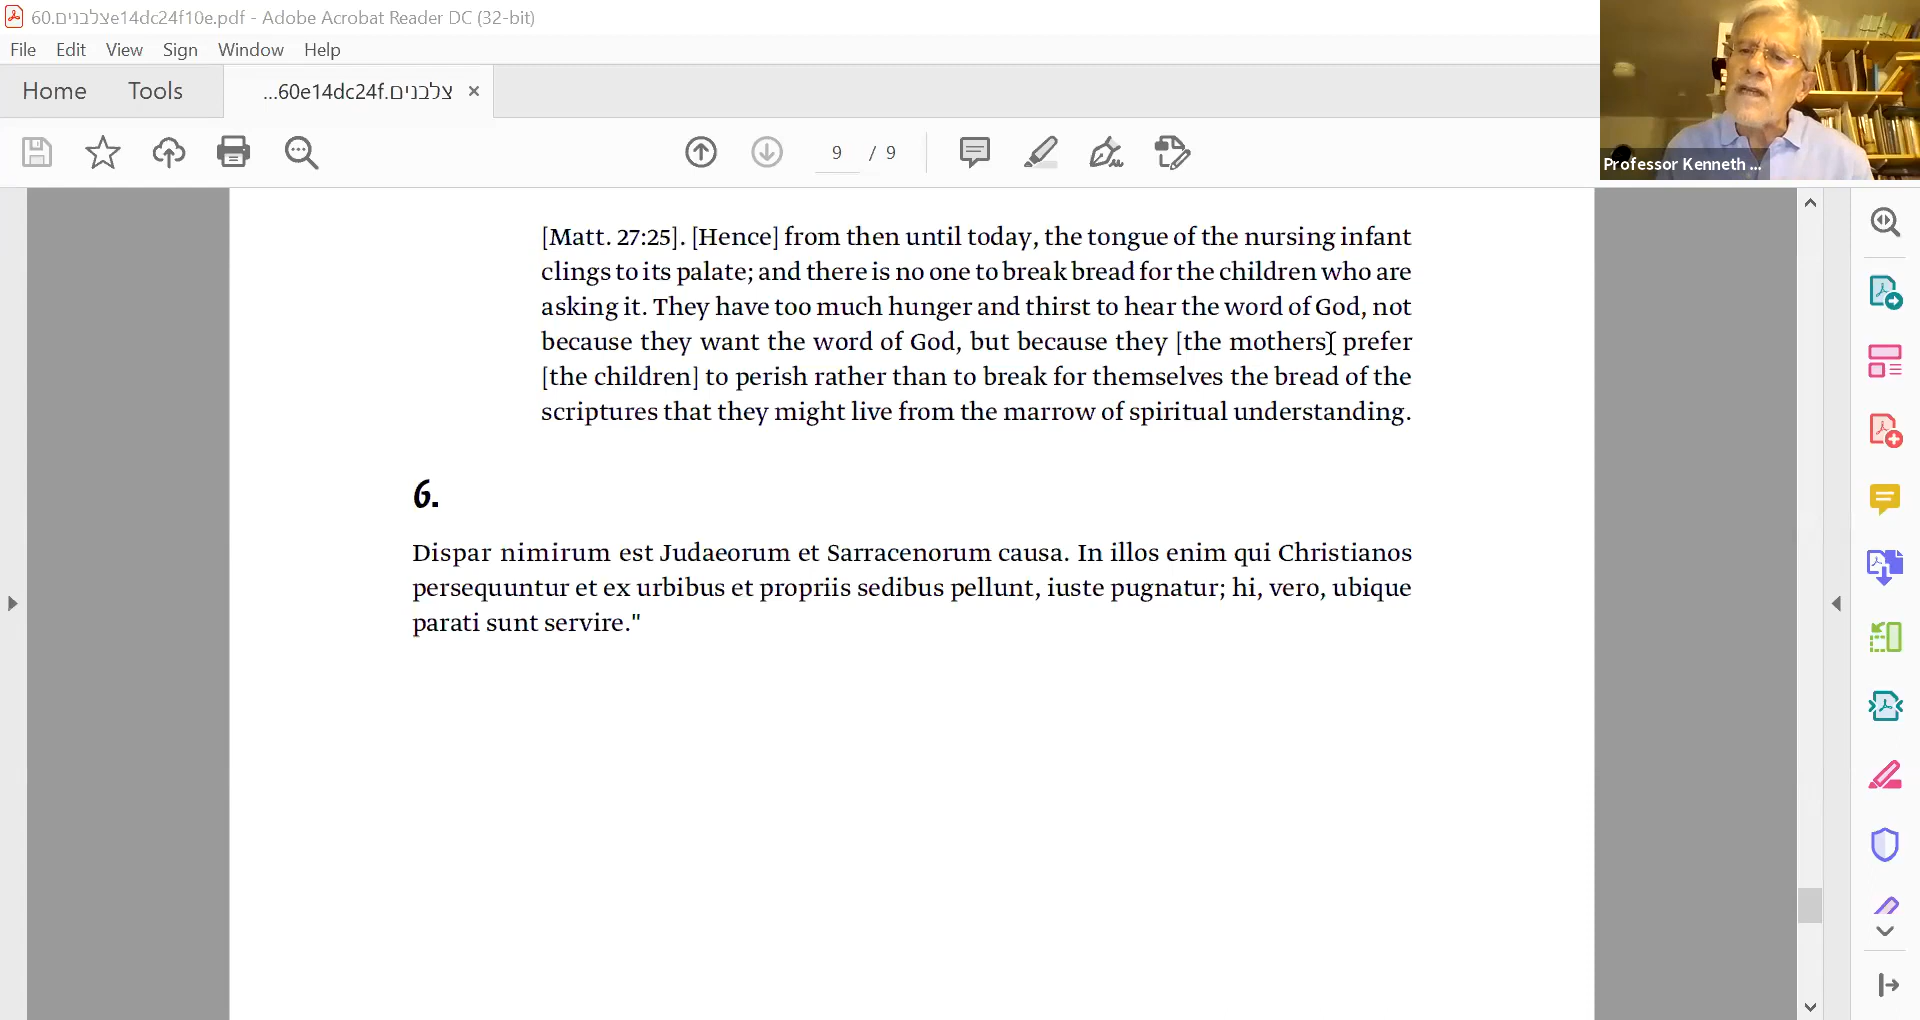 60.צלבניםe14dc24f10e.pdf - Adobe Acrobat Reader DC (32-bit)
File Edit View Sign Window Help
Home Tools ...60e14dc24f.צלבנים ×
9 / 9
Professor Kenneth ...
[Matt. 27:25]. [Hence] from then until today, the tongue of the nursing infant
clings to its palate; and there is no one to break bread for the children who are
asking it. They have too much hunger and thirst to hear the word of God, not
because they want the word of God, but because they [the mothers] prefer
[the children] to perish rather than to break for themselves the bread of the
scriptures that they might live from the marrow of spiritual understanding.
6.
Dispar nimirum est Judaeorum et Sarracenorum causa. In illos enim qui Christianos
persequuntur et ex urbibus et propriis sedibus pellunt, iuste pugnatur; hi, vero, ubique
parati sunt servire."